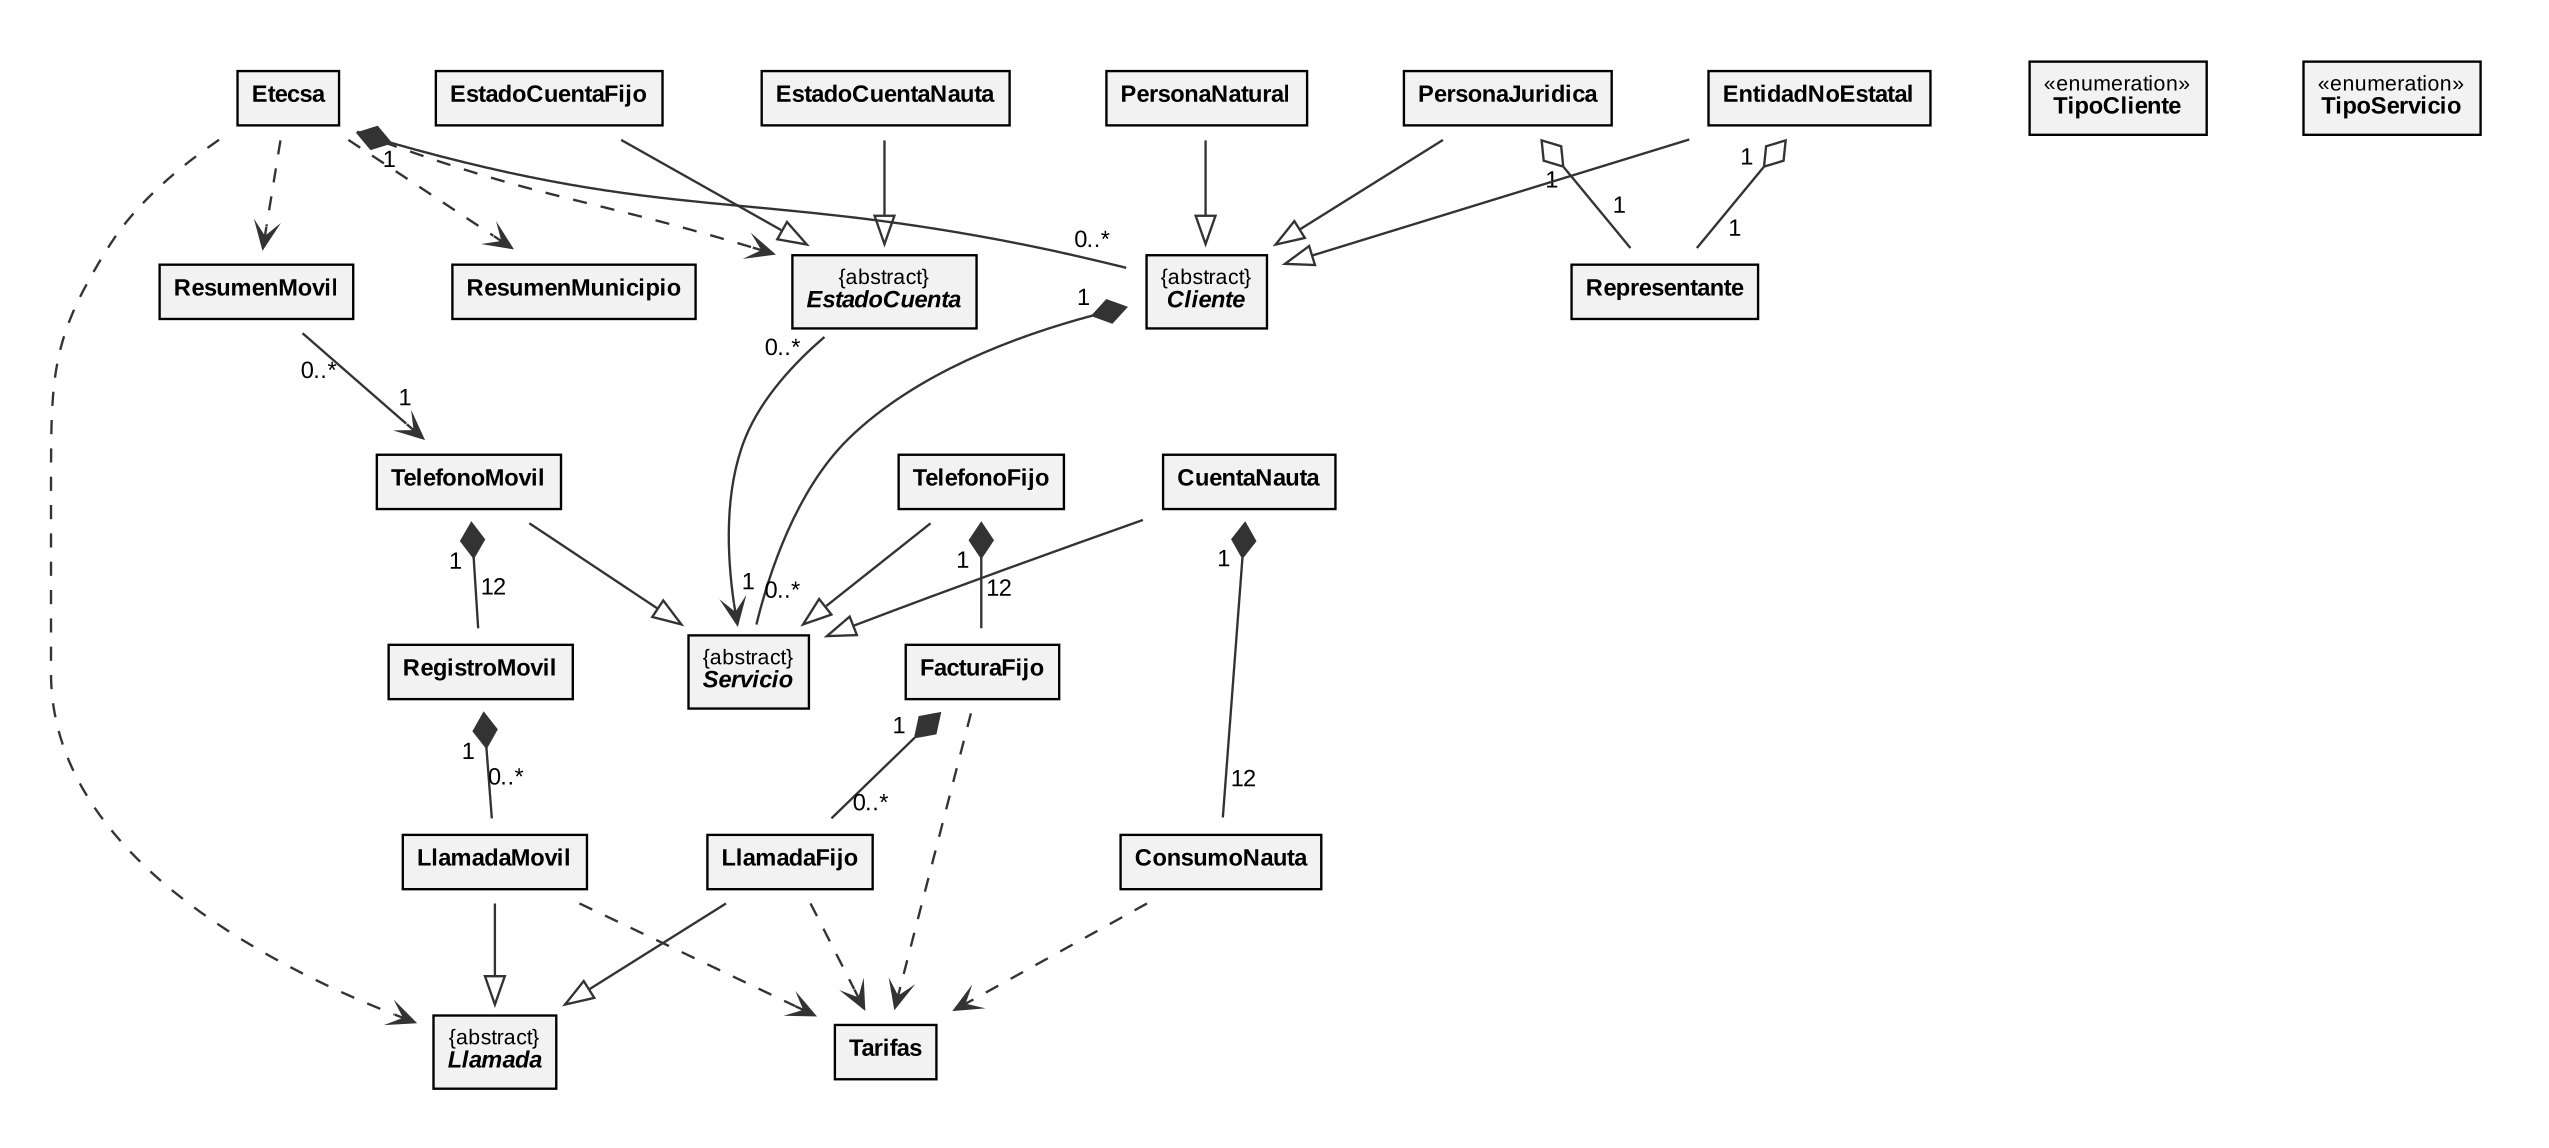 Etecsa
EstadoCuentaFijo
EstadoCuentaNauta
PersonaNatural
PersonaJuridica
EntidadNoEstatal
«enumeration»
TipoCliente
«enumeration»
TipoServicio
1
1
1
1
1
0..*
ResumenMovil
ResumenMunicipio
{abstract}
EstadoCuenta
{abstract}
Cliente
Representante
1
0..*
0..*
1
TelefonoMovil
TelefonoFijo
CuentaNauta
1
1
1
12
1
0..*
12
RegistroMovil
{abstract}
Servicio
FacturaFijo
1
1
0..*
0..*
12
LlamadaMovil
LlamadaFijo
ConsumoNauta
{abstract}
Llamada
Tarifas